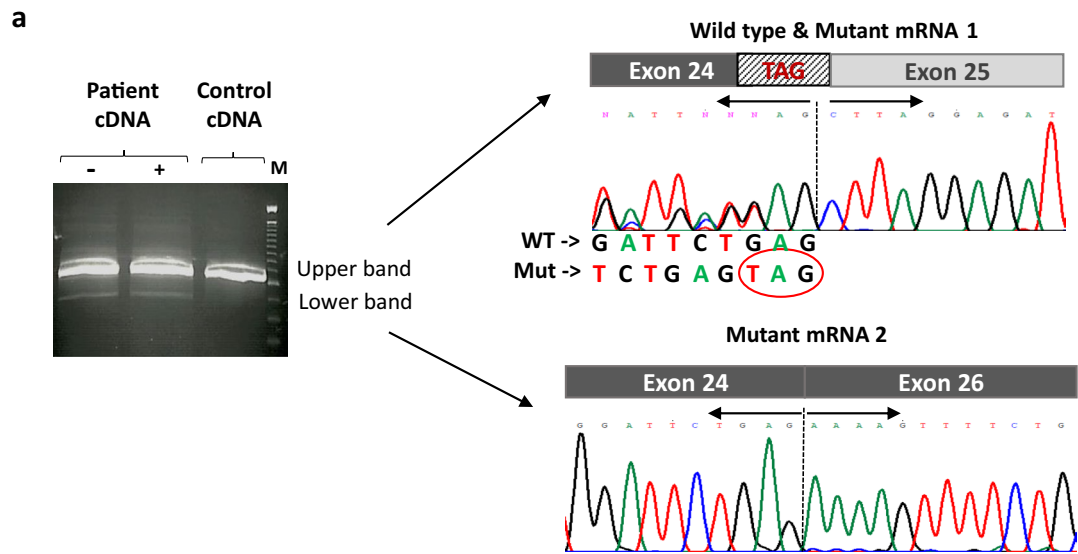 a
Patient
cDNA
Control
cDNA
- +
M
Upper band
Lower band
Wild type & Mutant mRNA 1
Exon 24 TAG Exon 25
N A T T N N N A G C T T A G G A G A T
WT -> G A T T C T G A G
Mut -> T C T G A G T A G
Mutant mRNA 2
Exon 24 Exon 26
G G A T T C T G A G A A A A G T T T T C T G